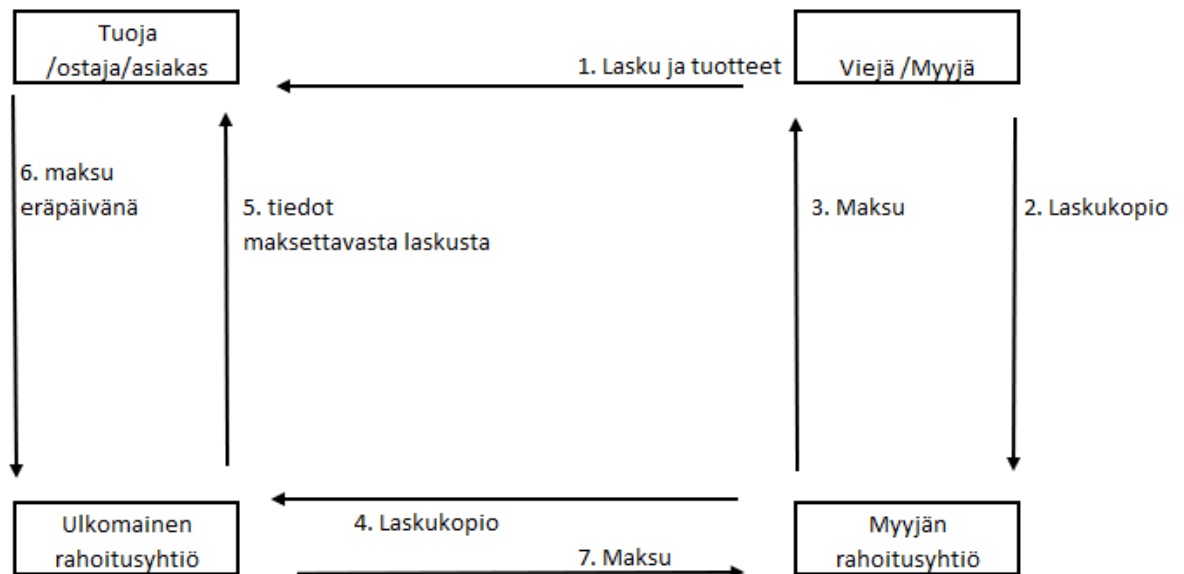 Tuoja
/ostaja/asiakas
1. Lasku ja tuotteet
Viejä /Myyjä
6. maksu
eräpäivänä
5. tiedot
maksettavasta laskusta
3. Maksu
2. Laskukopio
Ulkomainen
rahoitusyhtiö
4. Laskukopio
7. Maksu
Myyjän
rahoitusyhtiö